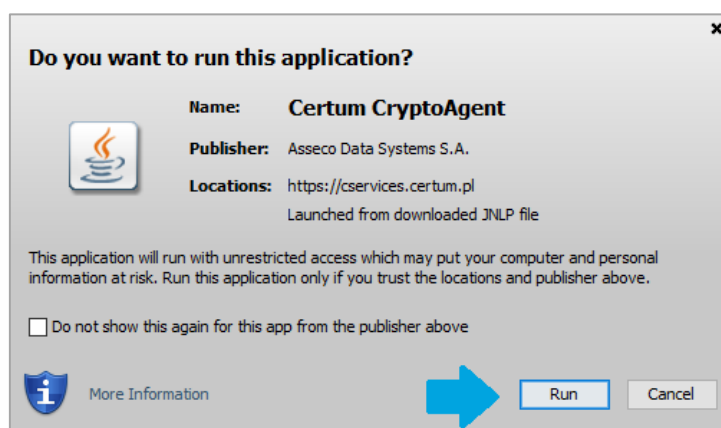 Do you want to run this application?
Name: Certum CryptoAgent
Publisher: Asseco Data Systems S.A.
Locations: https://cservices.certum.pl
Launched from downloaded JNLP file
This application will run with unrestricted access which may put your computer and personal
information at risk. Run this application only if you trust the locations and publisher above.
Do not show this again for this app from the publisher above
More Information
Run
Cancel